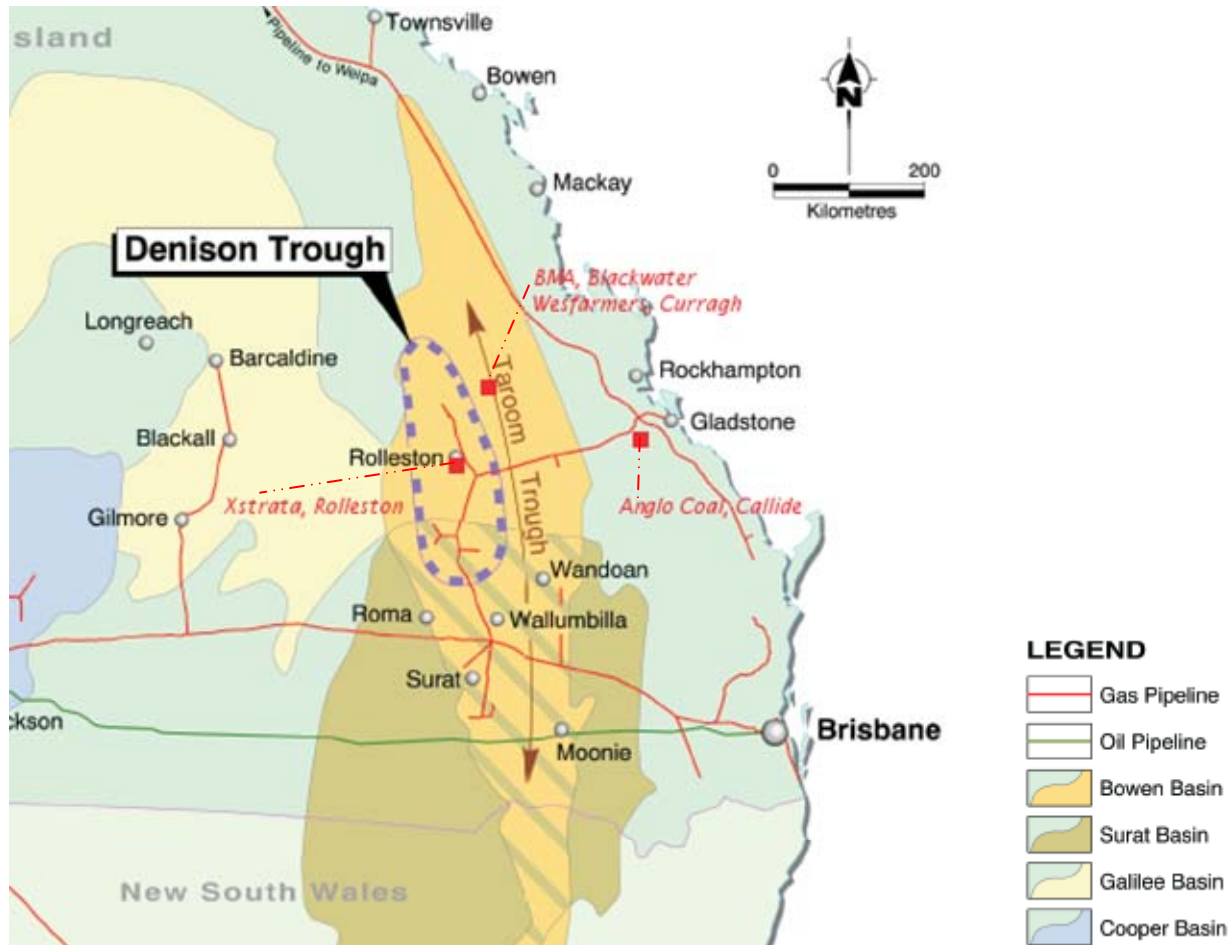 sland
Pipeline to Weipa
Townsville
Bowen
N
0 200
Kilometres
Mackay
Denison Trough
BMA, Blackwater
Wesfarmers, Curragh
Longreach
Barcaldine
Taroom
Rockhampton
Gladstone
Blackall
Rolleston
Xstrata, Rolleston
Trough
Anglo Coal, Callide
Gilmore
Wandoan
Roma
Wallumbilla
Surat
ckson
Moonie
Brisbane
New South Wales
LEGEND
Gas Pipeline
Oil Pipeline
Bowen Basin
Surat Basin
Galilee Basin
Cooper Basin